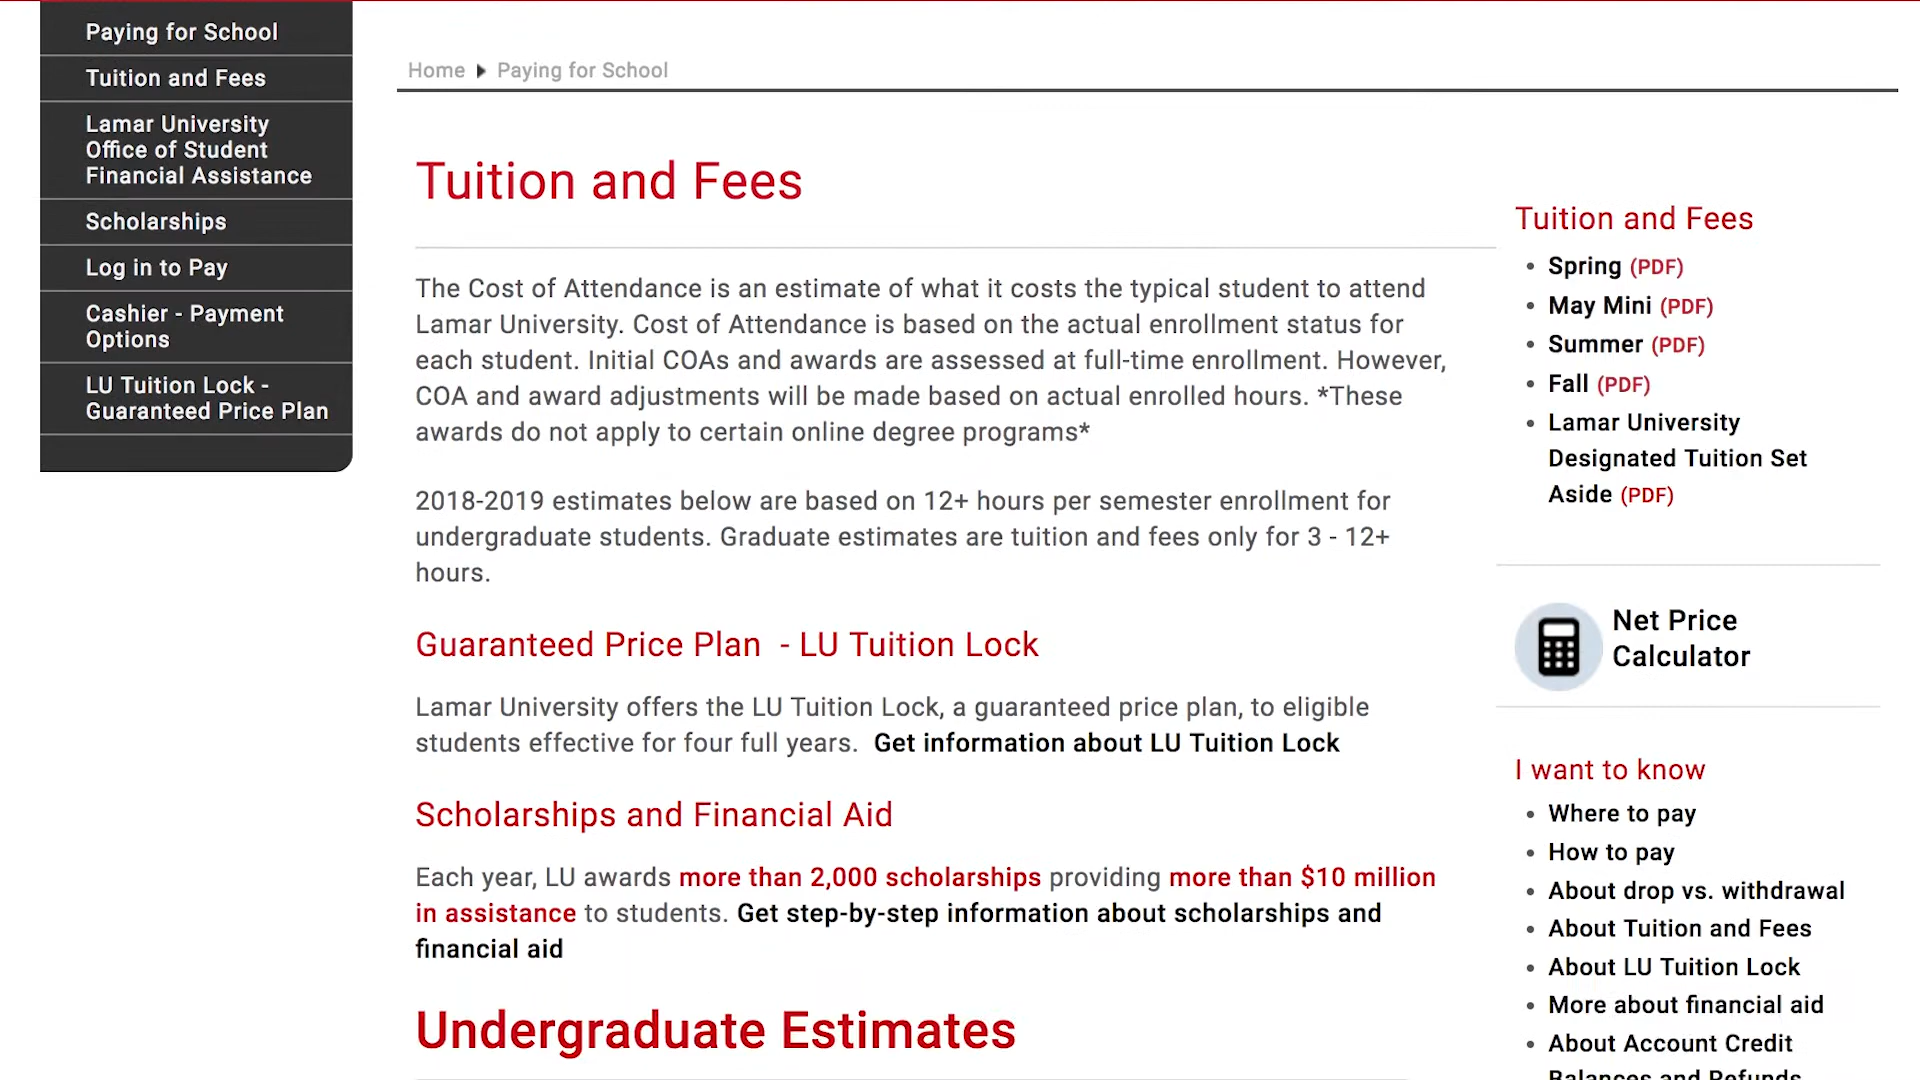 Paying for School
Tuition and Fees
Lamar University
Office of Student
Financial Assistance
Scholarships
Log in to Pay
Cashier - Payment
Options
LU Tuition Lock -
Guaranteed Price Plan
Home Paying for School
Tuition and Fees
The Cost of Attendance is an estimate of what it costs the typical student to attend
Lamar University. Cost of Attendance is based on the actual enrollment status for
each student. Initial COAs and awards are assessed at full-time enrollment. However,
COA and award adjustments will be made based on actual enrolled hours. *These
awards do not apply to certain online degree programs*
2018-2019 estimates below are based on 12+ hours per semester enrollment for
undergraduate students. Graduate estimates are tuition and fees only for 3 - 12+
hours.
Guaranteed Price Plan - LU Tuition Lock
Lamar University offers the LU Tuition Lock, a guaranteed price plan, to eligible
students effective for four full years. Get information about LU Tuition Lock
Scholarships and Financial Aid
Each year, LU awards more than 2,000 scholarships providing more than $10 million
in assistance to students. Get step-by-step information about scholarships and
financial aid
Undergraduate Estimates
Tuition and Fees
Spring (PDF)
May Mini (PDF)
Summer (PDF)
Fall (PDF)
Lamar University
Designated Tuition Set
Aside (PDF)
Net Price
Calculator
I want to know
Where to pay
How to pay
About drop vs. withdrawal
About Tuition and Fees
About LU Tuition Lock
More about financial aid
About Account Credit
Balances and Refunds